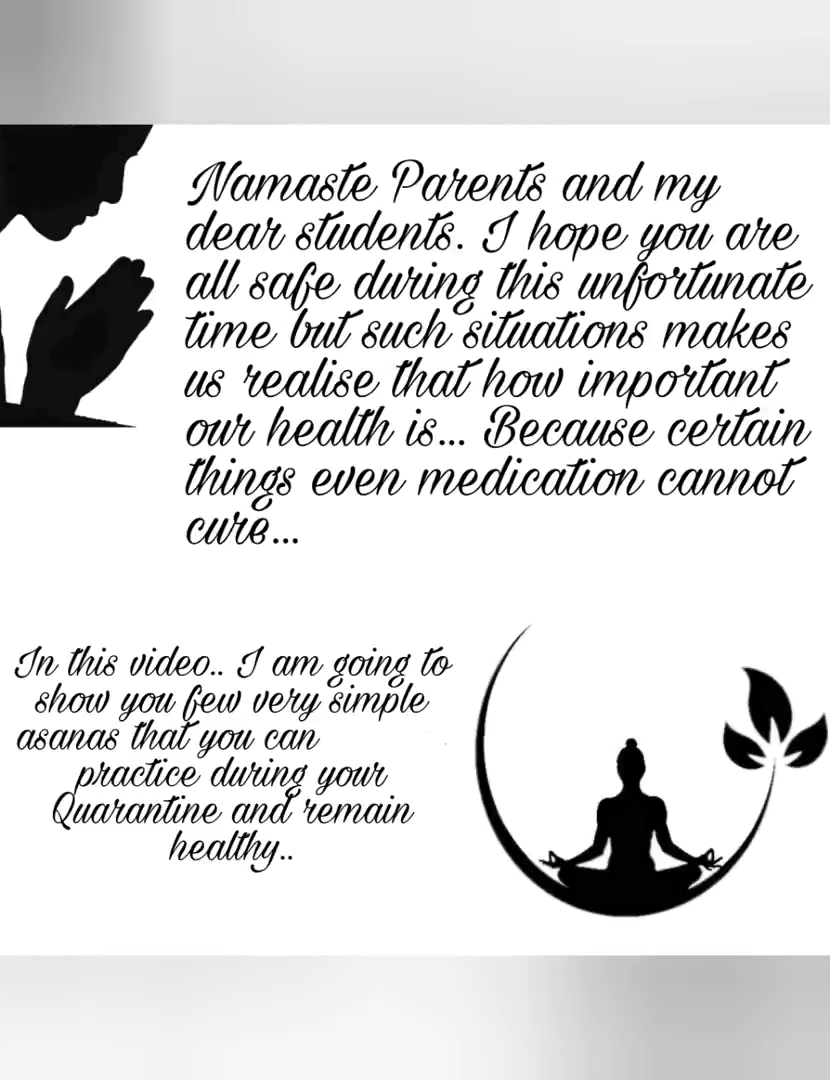 Namaste Parents and my
dear students. I hope you are
all safe during this unfortunate
time but such situations makes
us realise that how important
our health is... Because certain
things even medication cannot
cure...
In this video.. I am going to
show you few very simple
asanas that you can
practice during your
Quarantine and remain
healthy..